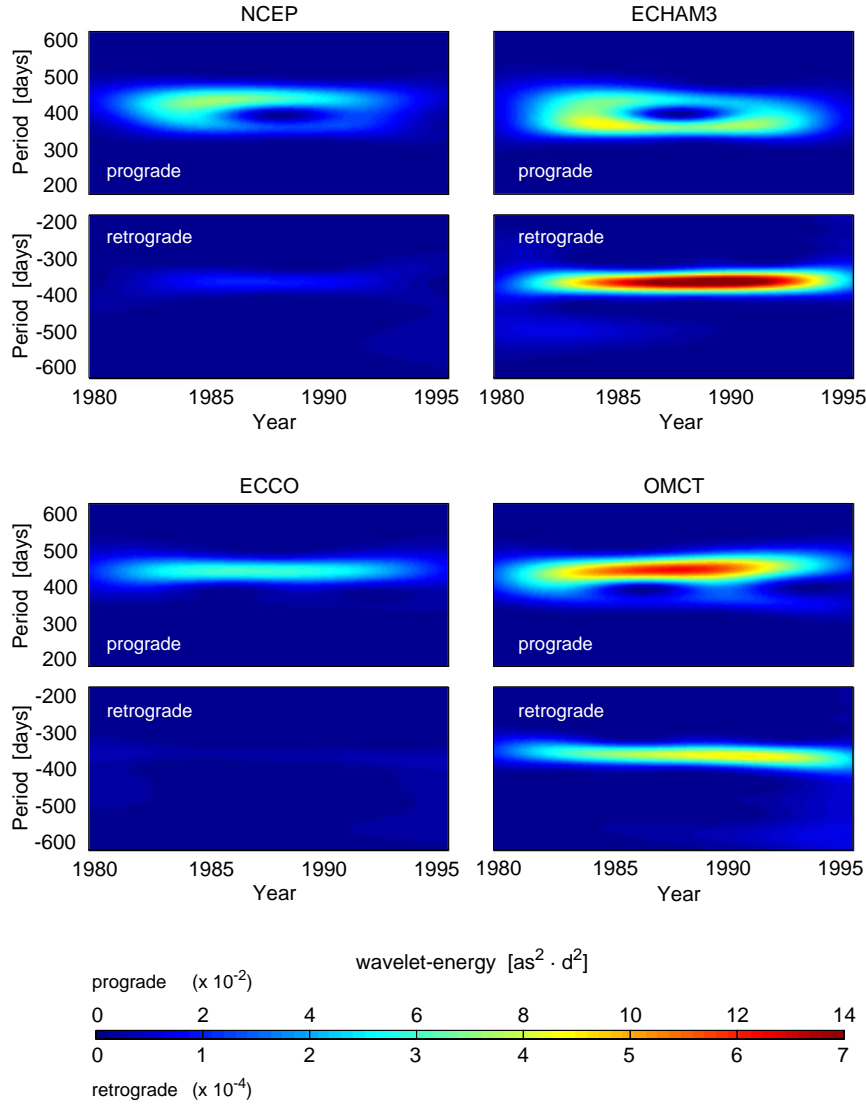 NCEP ECHAM3
600
500
400
300
200
Period [days]
prograde prograde
-200
-300
-400
-500
-600
Period [days]
retrograde retrograde
1980 1985 1990 1995 1980 1985 1990 1995
Year Year
ECCO OMCT
600
500
400
300
200
Period [days]
prograde prograde
-200
-300
-400
-500
-600
Period [days]
retrograde retrograde
1980 1985 1990 1995 1980 1985 1990 1995
Year Year
wavelet-energy [as² · d²]
prograde (x 10⁻²)
0 2 4 6 8 10 12 14
0 1 2 3 4 5 6 7
retrograde (x 10⁻⁴)